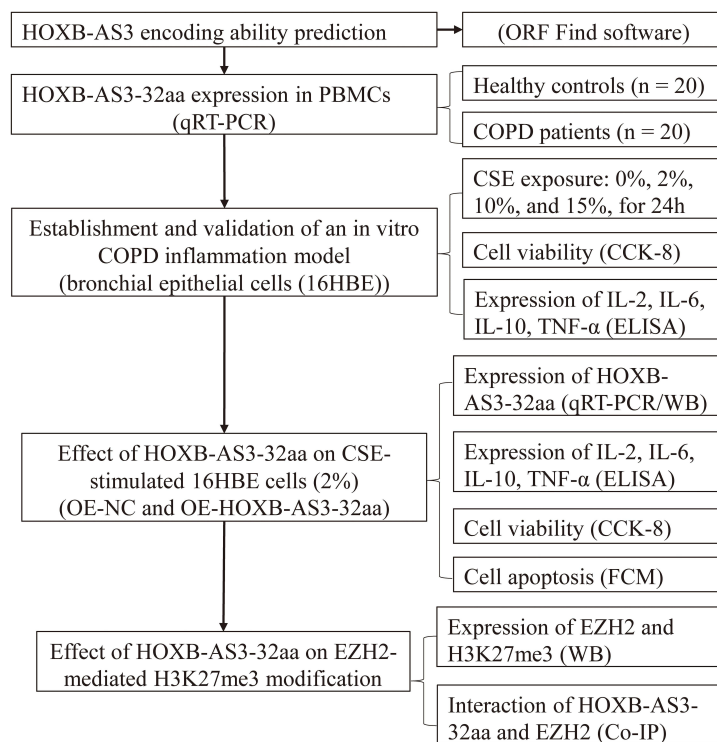 HOXB-AS3 encoding ability prediction
(ORF Find software)
HOXB-AS3-32aa expression in PBMCs
(qRT-PCR)
Healthy controls (n = 20)
COPD patients (n = 20)
Establishment and validation of an in vitro
COPD inflammation model
(bronchial epithelial cells (16HBE))
CSE exposure: 0%, 2%,
10%, and 15%, for 24h
Cell viability (CCK-8)
Expression of IL-2, IL-6,
IL-10, TNF-α (ELISA)
Effect of HOXB-AS3-32aa on CSE-
stimulated 16HBE cells (2%)
(OE-NC and OE-HOXB-AS3-32aa)
Expression of HOXB-
AS3-32aa (qRT-PCR/WB)
Expression of IL-2, IL-6,
IL-10, TNF-α (ELISA)
Cell viability (CCK-8)
Cell apoptosis (FCM)
Effect of HOXB-AS3-32aa on EZH2-
mediated H3K27me3 modification
Expression of EZH2 and
H3K27me3 (WB)
Interaction of HOXB-AS3-
32aa and EZH2 (Co-IP)